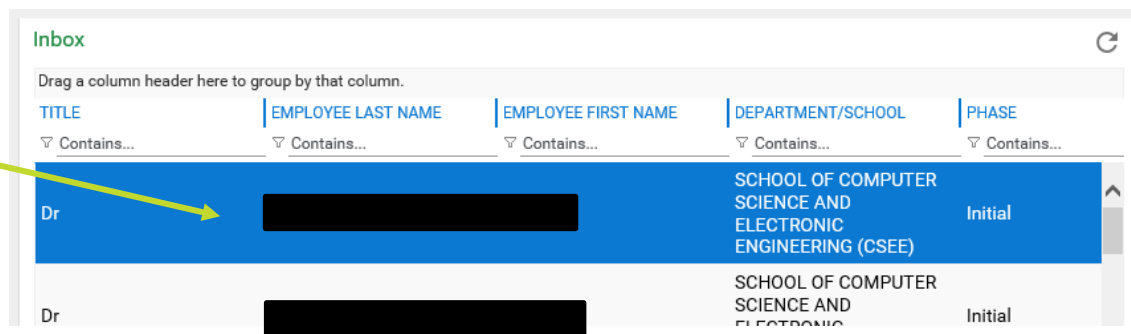 Inbox
Drag a column header here to group by that column.
TITLE EMPLOYEE LAST NAME EMPLOYEE FIRST NAME DEPARTMENT/SCHOOL PHASE
Contains... Contains... Contains... Contains... Contains...
SCHOOL OF COMPUTER
SCIENCE AND
Dr Initial
ELECTRONIC
ENGINEERING (CSEE)
SCHOOL OF COMPUTER
SCIENCE AND
Dr Initial
ELECTRONIC